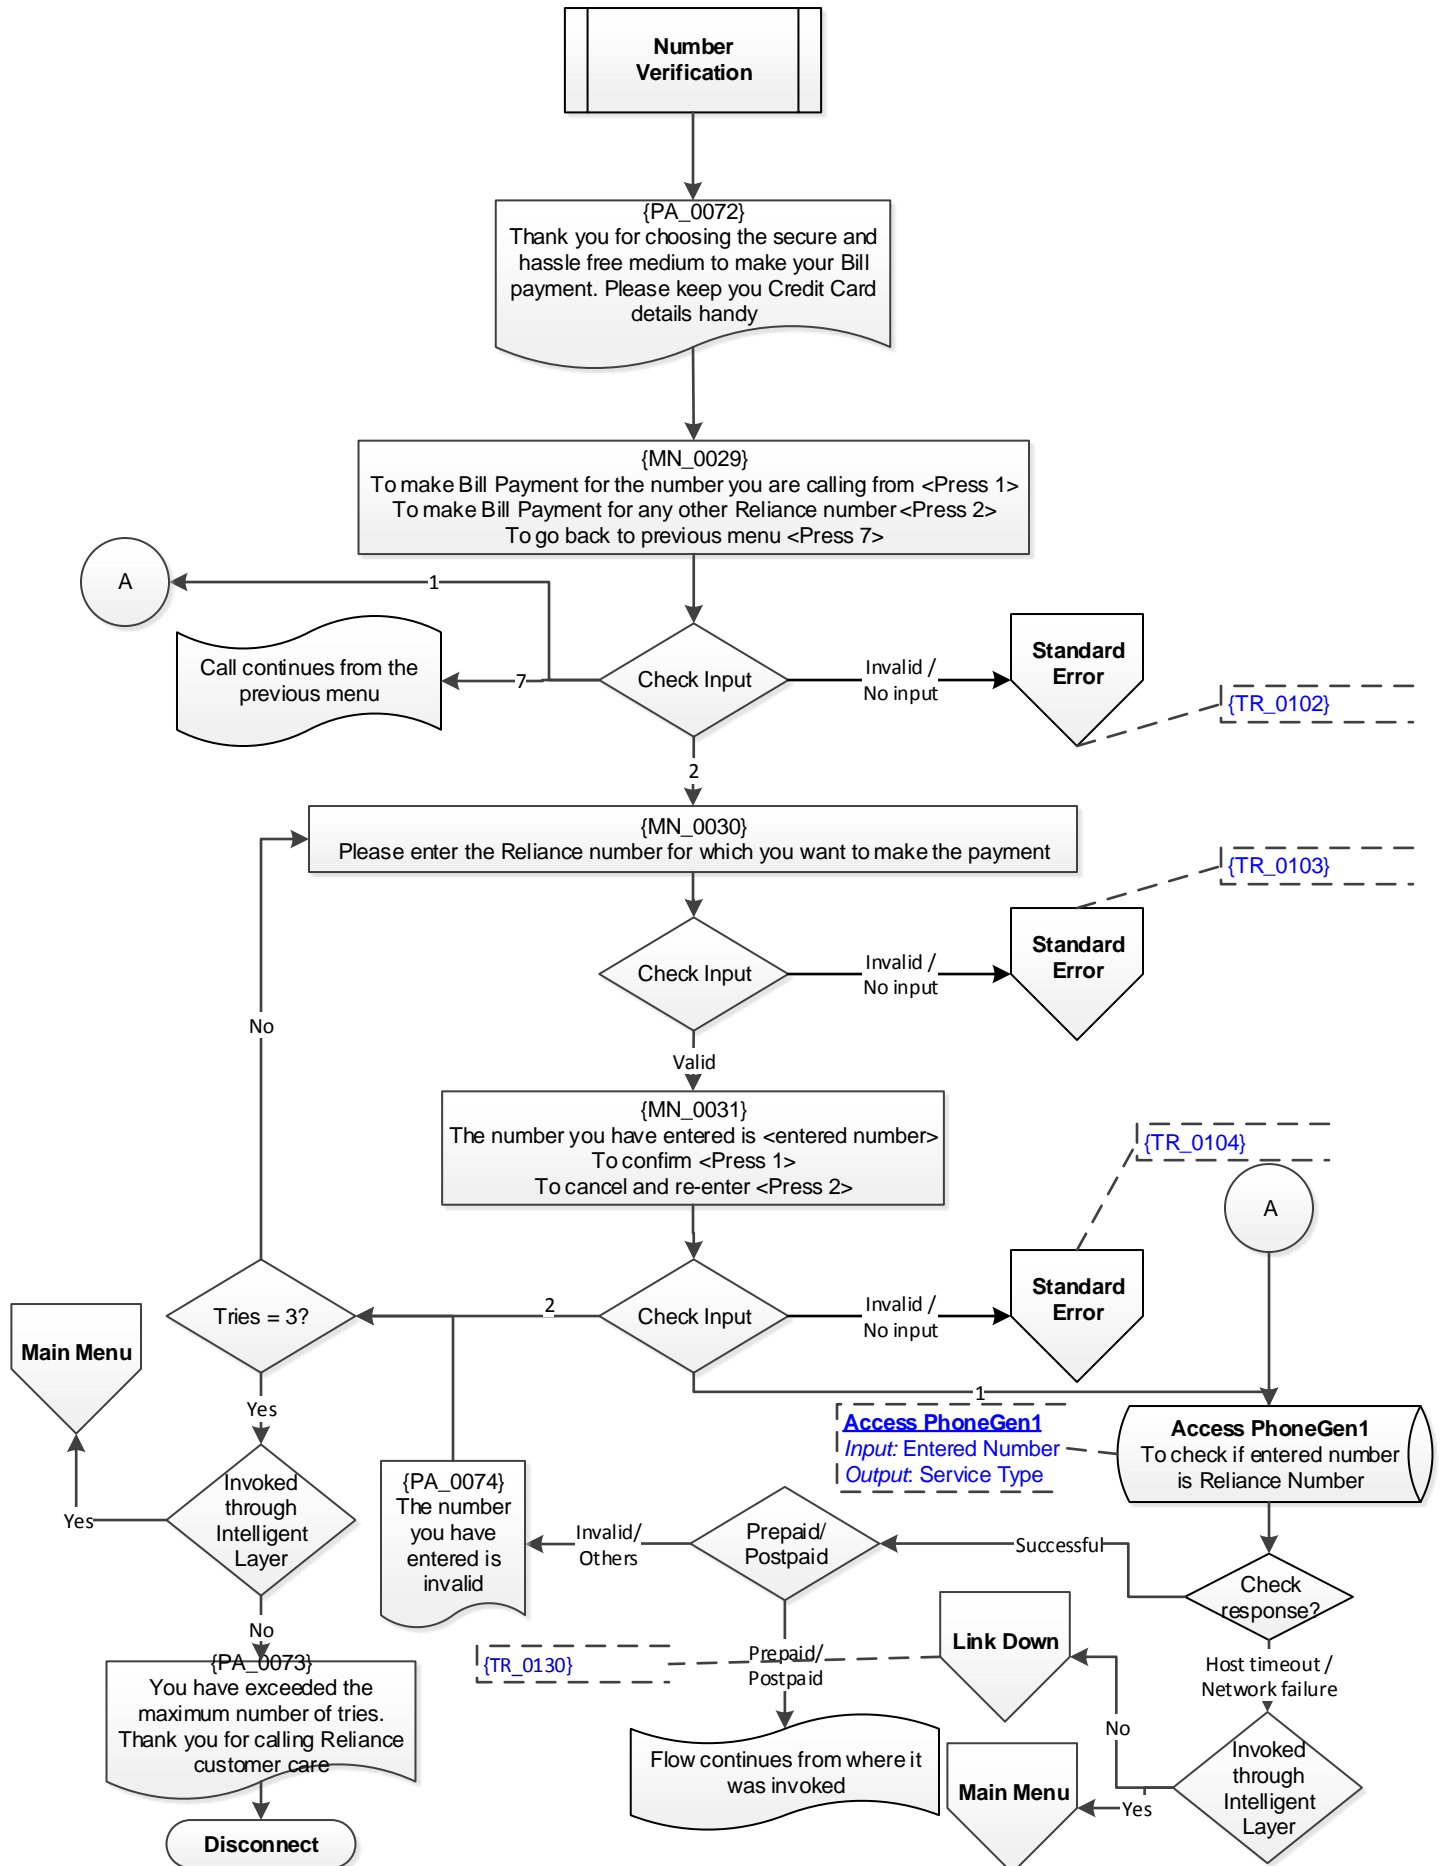 Number
Verification
{PA_0072}
Thank you for choosing the secure and
hassle free medium to make your Bill
payment. Please keep you Credit Card
details handy
{MN_0029}
To make Bill Payment for the number you are calling from <Press 1>
To make Bill Payment for any other Reliance number <Press 2>
To go back to previous menu <Press 7>
A
1
Call continues from the
previous menu
7
Check Input
Invalid /
No input
Standard
Error
{TR_0102}
2
{MN_0030}
Please enter the Reliance number for which you want to make the payment
{TR_0103}
Check Input
Invalid /
No input
Standard
Error
No
Valid
{MN_0031}
The number you have entered is <entered number>
To confirm <Press 1>
To cancel and re-enter <Press 2>
{TR_0104}
A
Tries = 3?
2
Check Input
Invalid /
No input
Standard
Error
Main Menu
Yes
1
Access PhoneGen1
Input: Entered Number
Output: Service Type
Access PhoneGen1
To check if entered number
is Reliance Number
Invoked
through
Intelligent
Layer
Yes
{PA_0074}
The number
you have
entered is
invalid
Invalid/
Others
Prepaid/
Postpaid
Successful
Check
response?
No
{TR_0130}
Prepaid/
Postpaid
Link Down
Host timeout /
Network failure
{PA_0073}
You have exceeded the
maximum number of tries.
Thank you for calling Reliance
customer care
Flow continues from where it
was invoked
No
Main Menu
Yes
Invoked
through
Intelligent
Layer
Disconnect